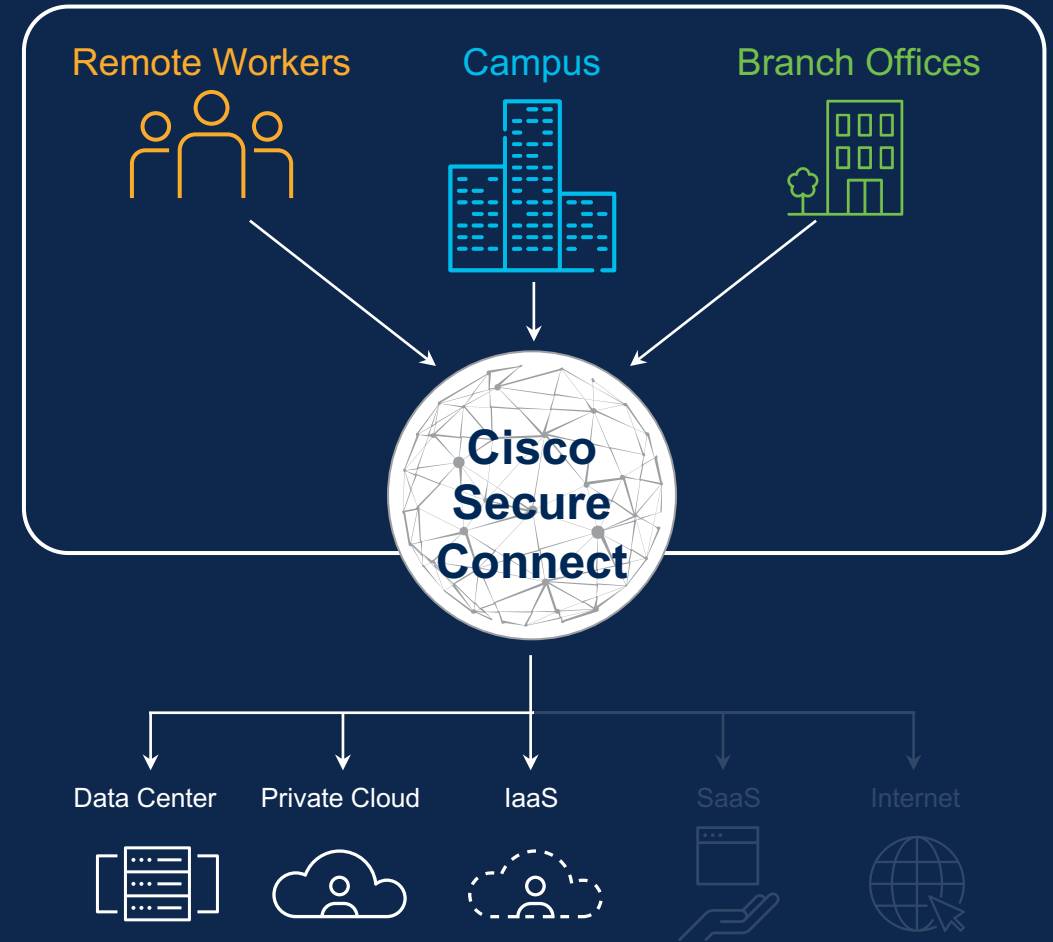 Remote Workers
Campus
Branch Offices
Cisco
Secure
Connect
Data Center
Private Cloud
IaaS
SaaS
Internet